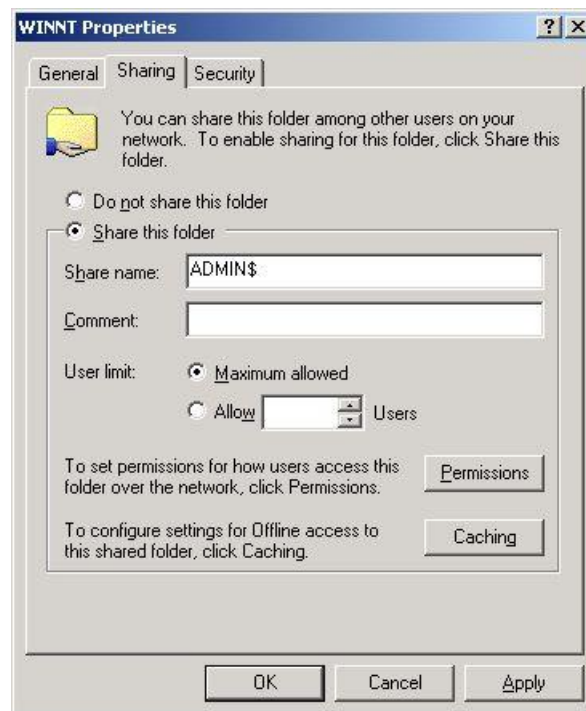 WINNT Properties
General Sharing Security
You can share this folder among other users on your
network. To enable sharing for this folder, click Share this
folder.
Do not share this folder
Share this folder
Share name: ADMIN$
Comment:
User limit: Maximum allowed
Allow Users
To set permissions for how users access this
folder over the network, click Permissions.
Permissions
To configure settings for Offline access to
this shared folder, click Caching.
Caching
OK Cancel Apply